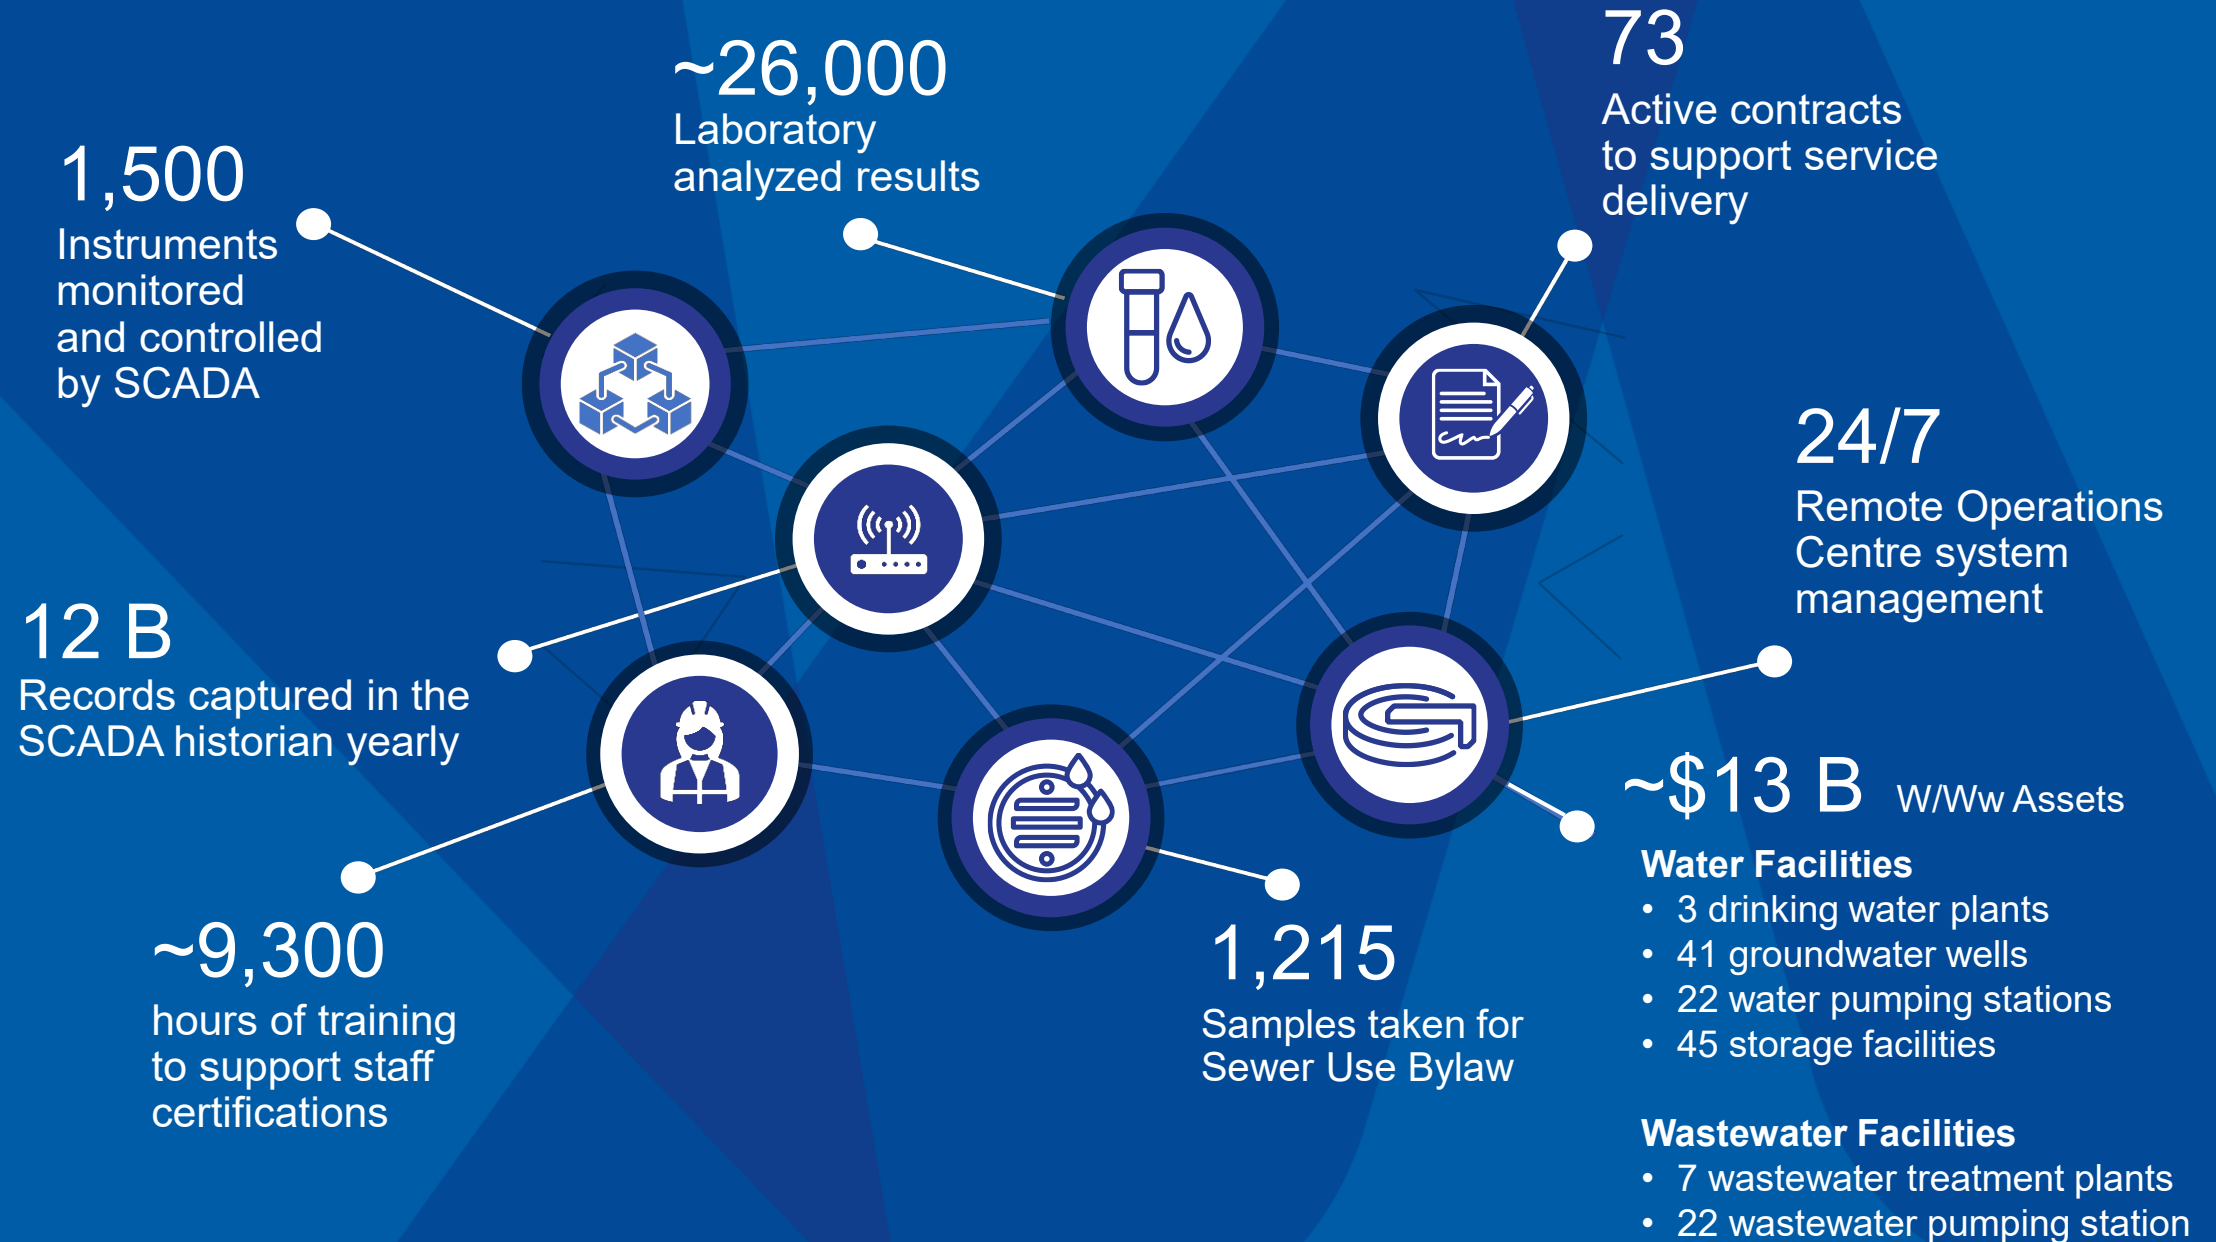 ~26,000
Laboratory
analyzed results
73
Active contracts
to support service
delivery
1,500
Instruments
monitored
and controlled
by SCADA
24/7
Remote Operations
Centre system
management
12 B
Records captured in the
SCADA historian yearly
~$13 B W/Ww Assets
Water Facilities
• 3 drinking water plants
• 41 groundwater wells
• 22 water pumping stations
• 45 storage facilities
Wastewater Facilities
• 7 wastewater treatment plants
• 22 wastewater pumping station
~9,300
hours of training
to support staff
certifications
1,215
Samples taken for
Sewer Use Bylaw